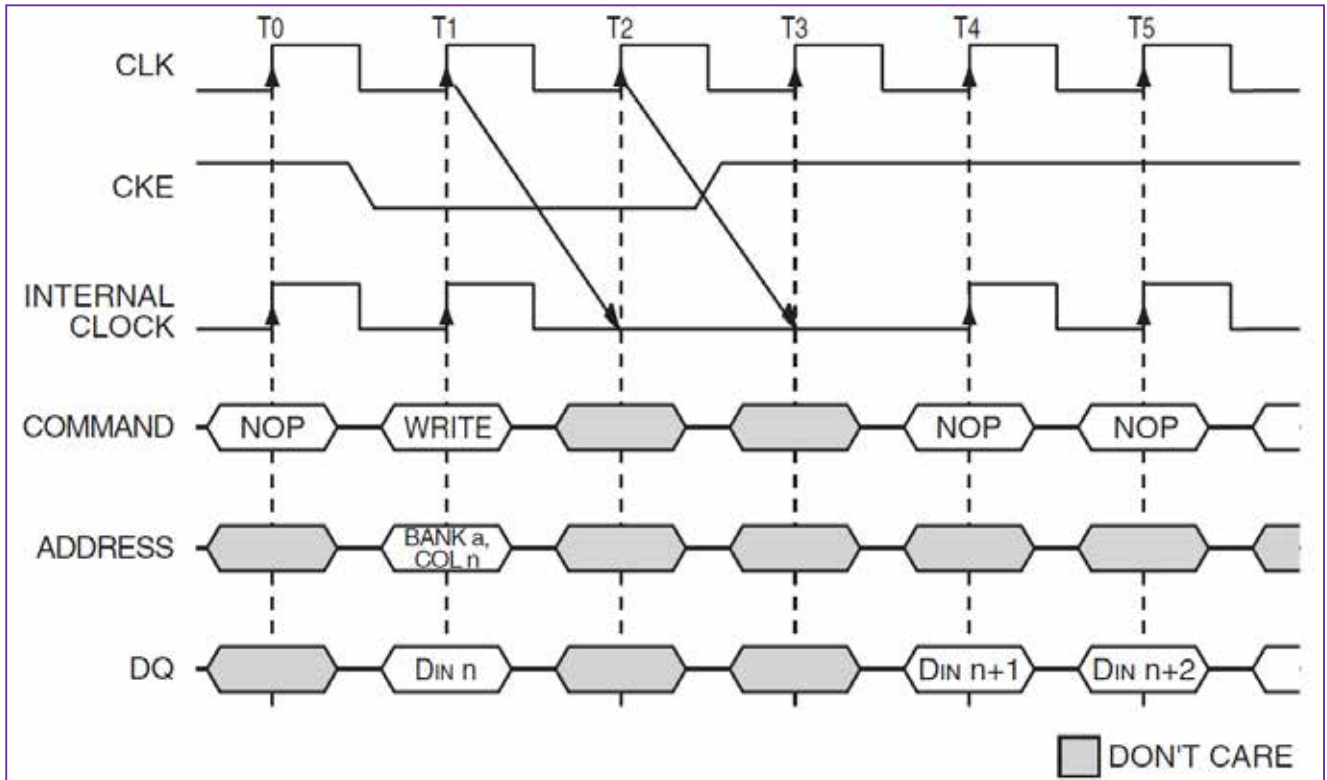 T0 T1 T2 T3 T4 T5
CLK
CKE
INTERNAL
CLOCK
COMMAND NOP WRITE NOP NOP
ADDRESS BANK a,
COL n
DQ DIN n DIN n+1 DIN n+2
DON'T CARE